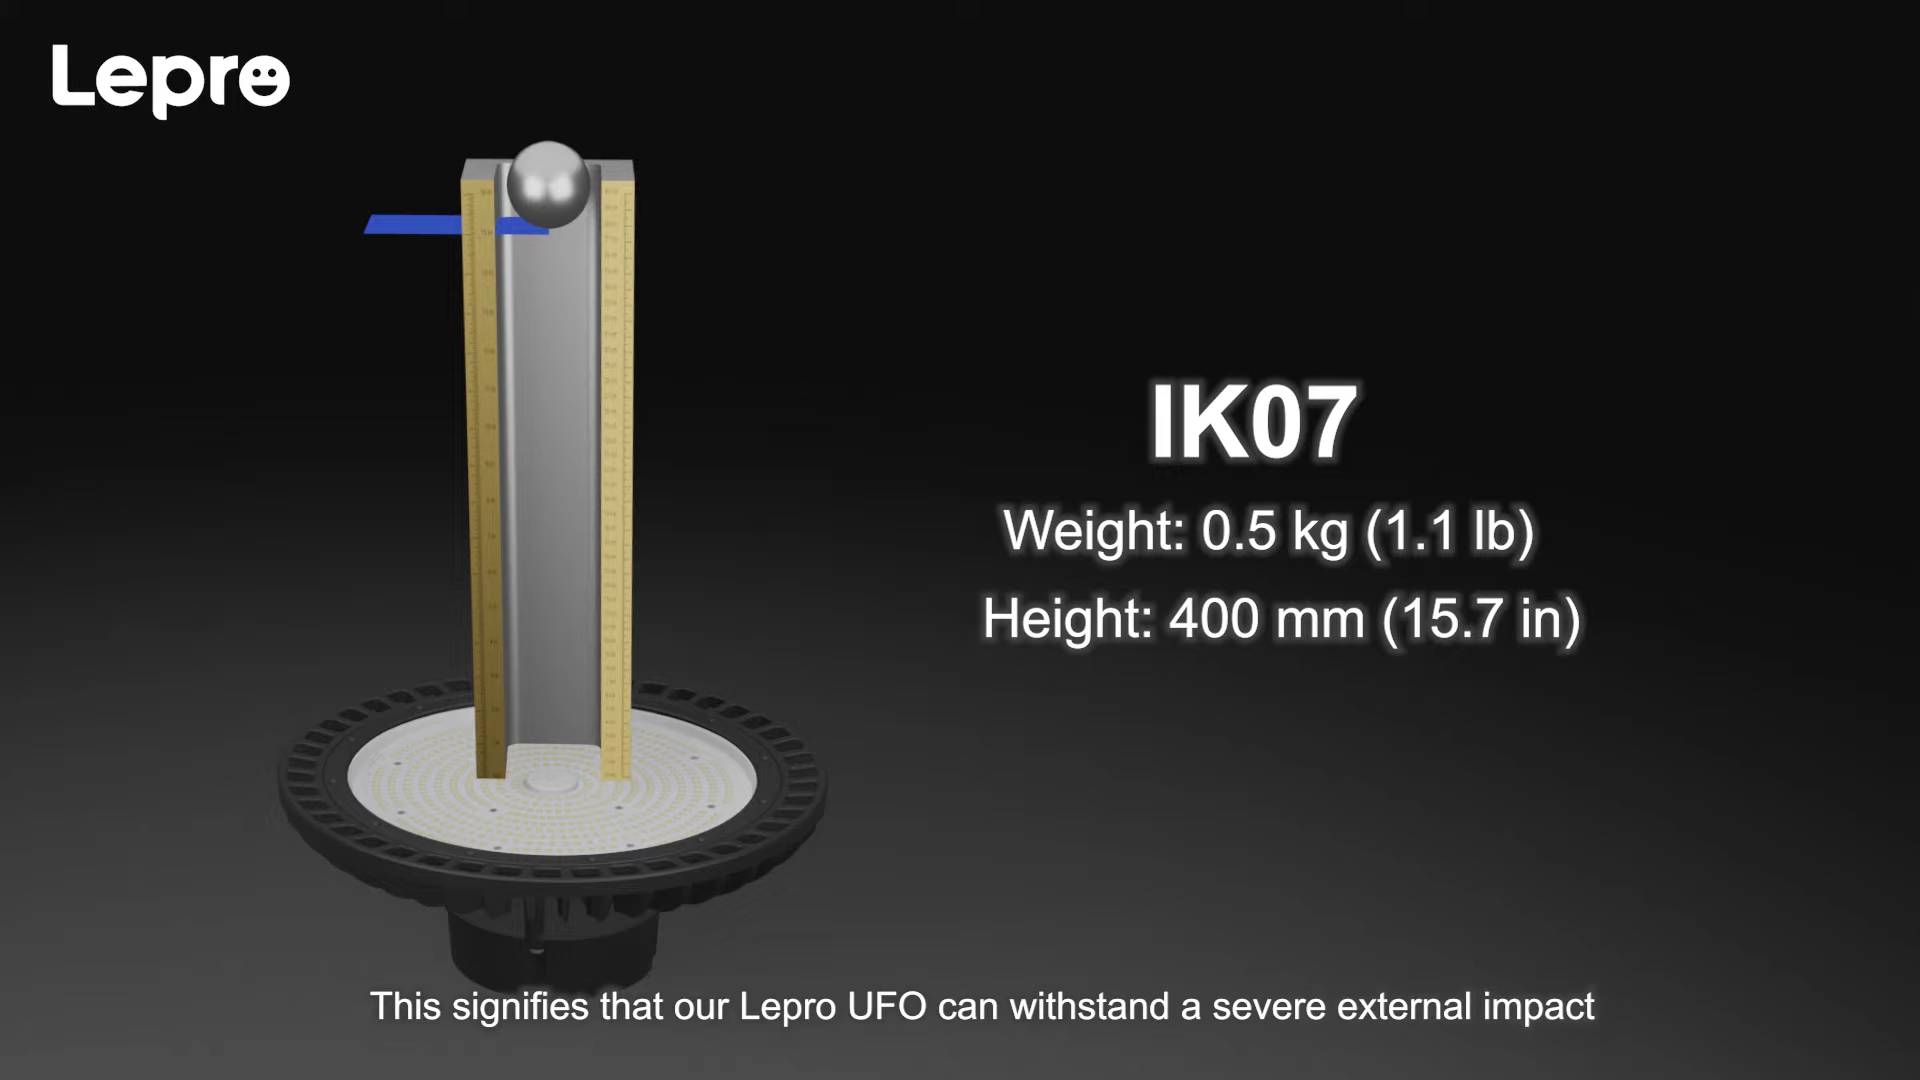 Lepro
IK07
Weight: 0.5 kg (1.1 lb)
Height: 400 mm (15.7 in)
This signifies that our Lepro UFO can withstand a severe external impact